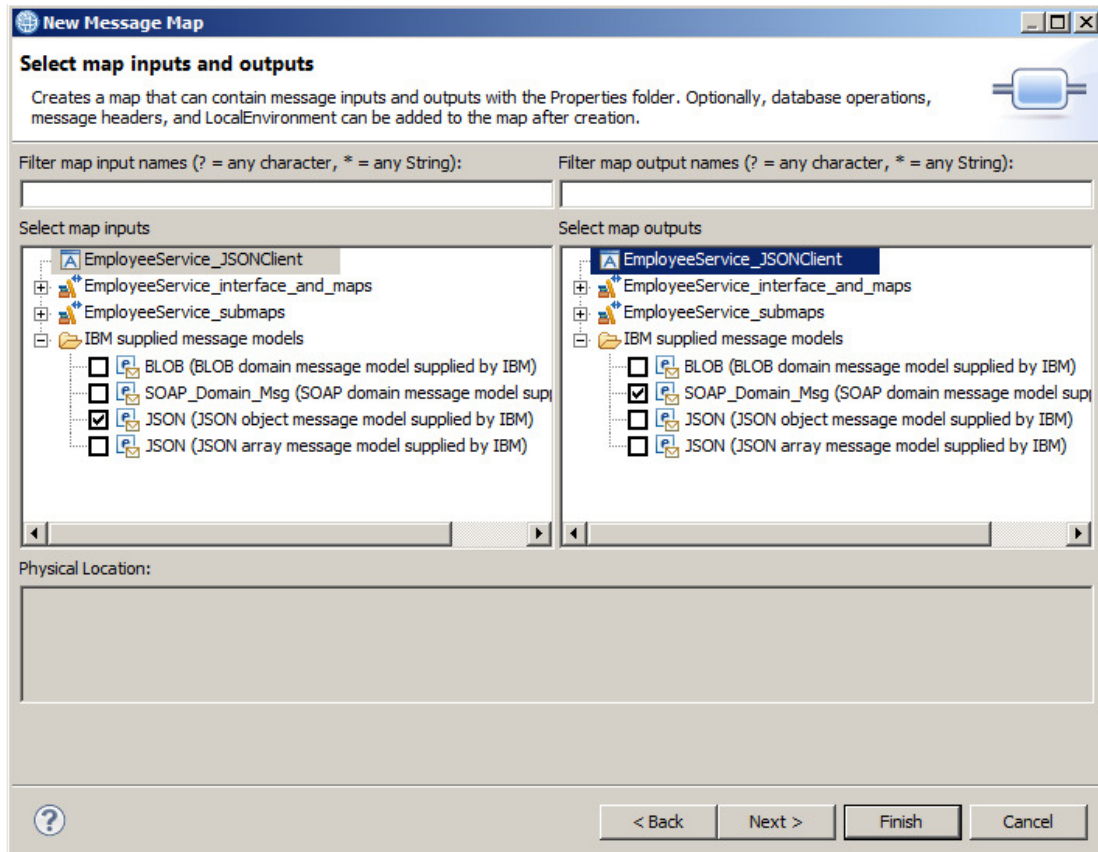 New Message Map
Select map inputs and outputs
Creates a map that can contain message inputs and outputs with the Properties folder. Optionally, database operations,
message headers, and LocalEnvironment can be added to the map after creation.
Filter map input names (? = any character, * = any String):
Filter map output names (? = any character, * = any String):
Select map inputs
EmployeeService_JSONClient
EmployeeService_interface_and_maps
EmployeeService_submaps
IBM supplied message models
BLOB (BLOB domain message model supplied by IBM)
SOAP_Domain_Msg (SOAP domain message model supp
JSON (JSON object message model supplied by IBM)
JSON (JSON array message model supplied by IBM)
Select map outputs
EmployeeService_JSONClient
EmployeeService_interface_and_maps
EmployeeService_submaps
IBM supplied message models
BLOB (BLOB domain message model supplied by IBM)
SOAP_Domain_Msg (SOAP domain message model supp
JSON (JSON object message model supplied by IBM)
JSON (JSON array message model supplied by IBM)
Physical Location:
?
< Back
Next >
Finish
Cancel